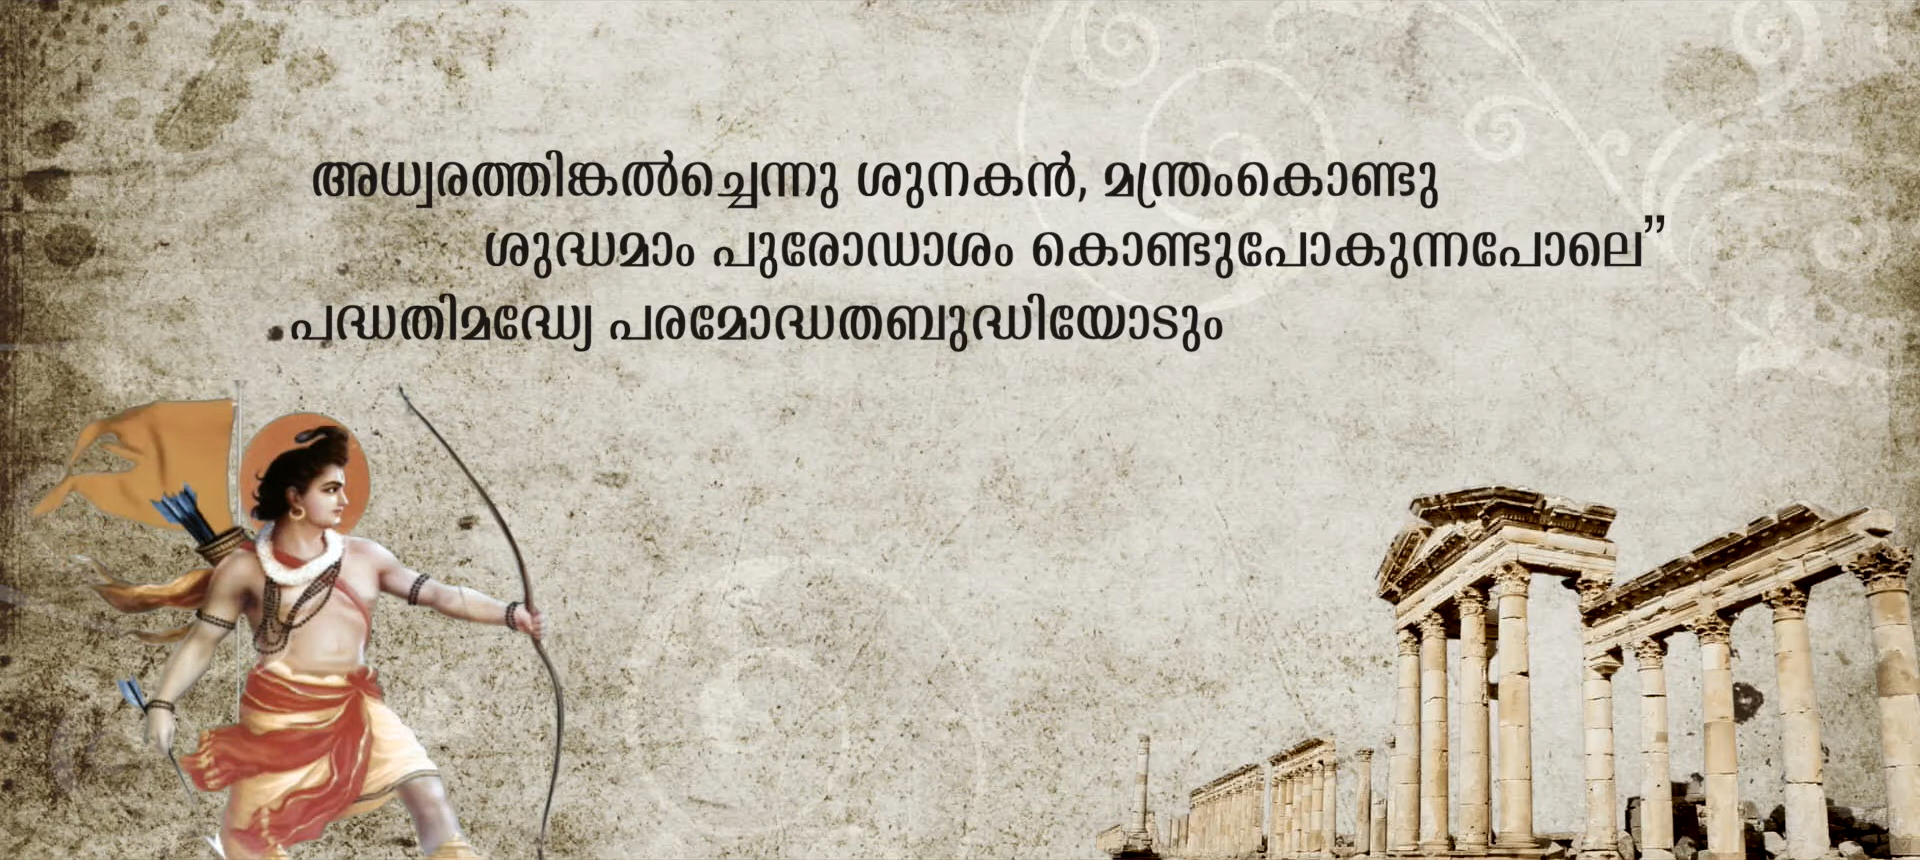 അധ്വരത്തിങ്കൽച്ചെന്നു ശുനകൻ, മന്ത്രംകൊണ്ടു
ശുദ്ധമാം പുരോഡാശം കൊണ്ടുപോകുന്നപോലെ”
പദ്ധതിമദ്ധ്യേ പരമോദ്ധതബുദ്ധിയോടും